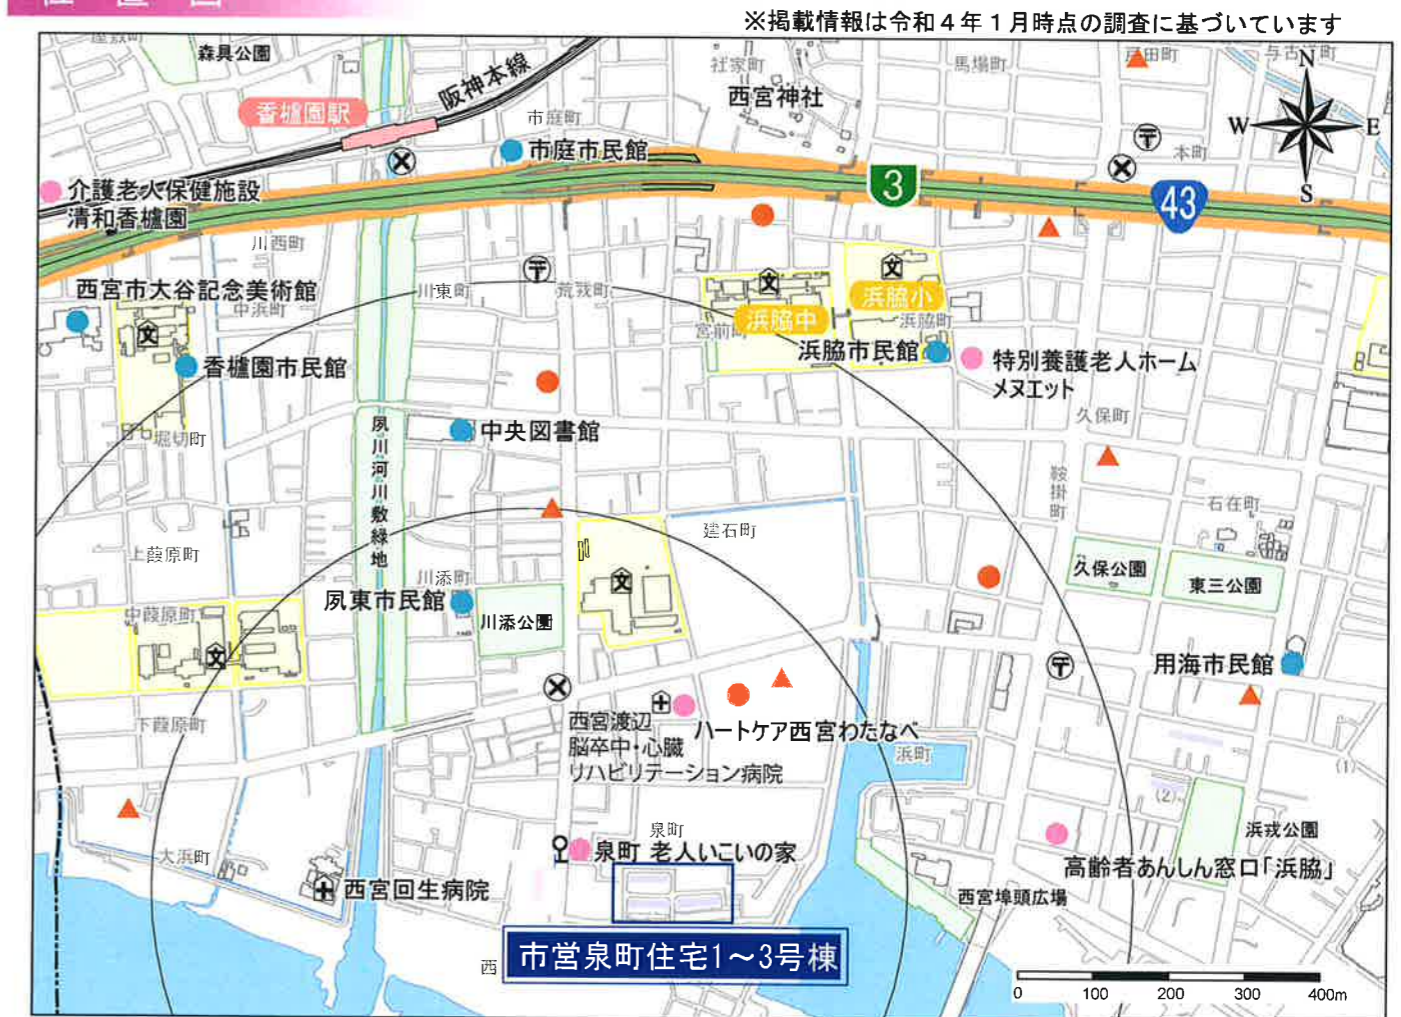 位置図
※掲載情報は令和４年１月時点の調査に基づいています
森具公園
社家町
馬場町
戸田町
与古道町
N
W
E
S
香櫨園駅
阪神本線
西宮神社
市庭町
市庭市民館
本町
介護老人保健施設
清和香櫨園
3
43
川西町
西宮市大谷記念美術館
中浜町
川東町
荒戎町
浜脇小
浜脇中
宮前町
浜脇町
浜脇市民館
特別養護老人ホーム
メヌエット
香櫨園市民館
久保町
堀切町
中央図書館
夙川河川敷緑地
鞍掛町
石在町
建石町
上葭原町
川添町
久保公園
東三公園
中葭原町
夙東市民館
川添公園
用海市民館
下葭原町
西宮渡辺
脳卒中・心臓
リハビリテーション病院
ハートケア西宮わたなべ
浜町
(1)
(2)
泉町
泉町 老人いこいの家
浜戎公園
高齢者あんしん窓口「浜脇」
大浜町
西宮回生病院
西宮埠頭広場
西
市営泉町住宅1～3号棟
0 100 200 300 400m